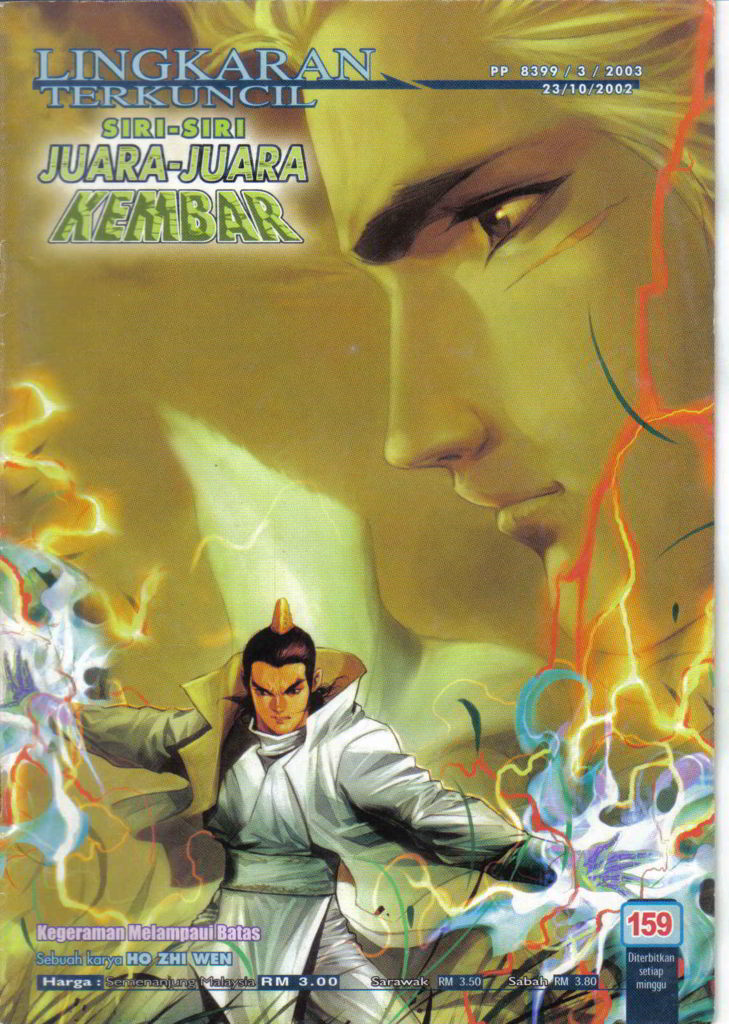 LINGKARAN
TERKUNCIL
PP 8399 / 3 / 2003
23/10/2002
SIRI-SIRI
JUARA-JUARA
KEMBAR
Kegeraman Melampaui Batas
Sebuah karya HO ZHI WEN
Harga : Semenanjung Malaysia RM 3.00 Sarawak RM 3.50 Sabah RM 3.80
159
Diterbitkan
setiap
minggu